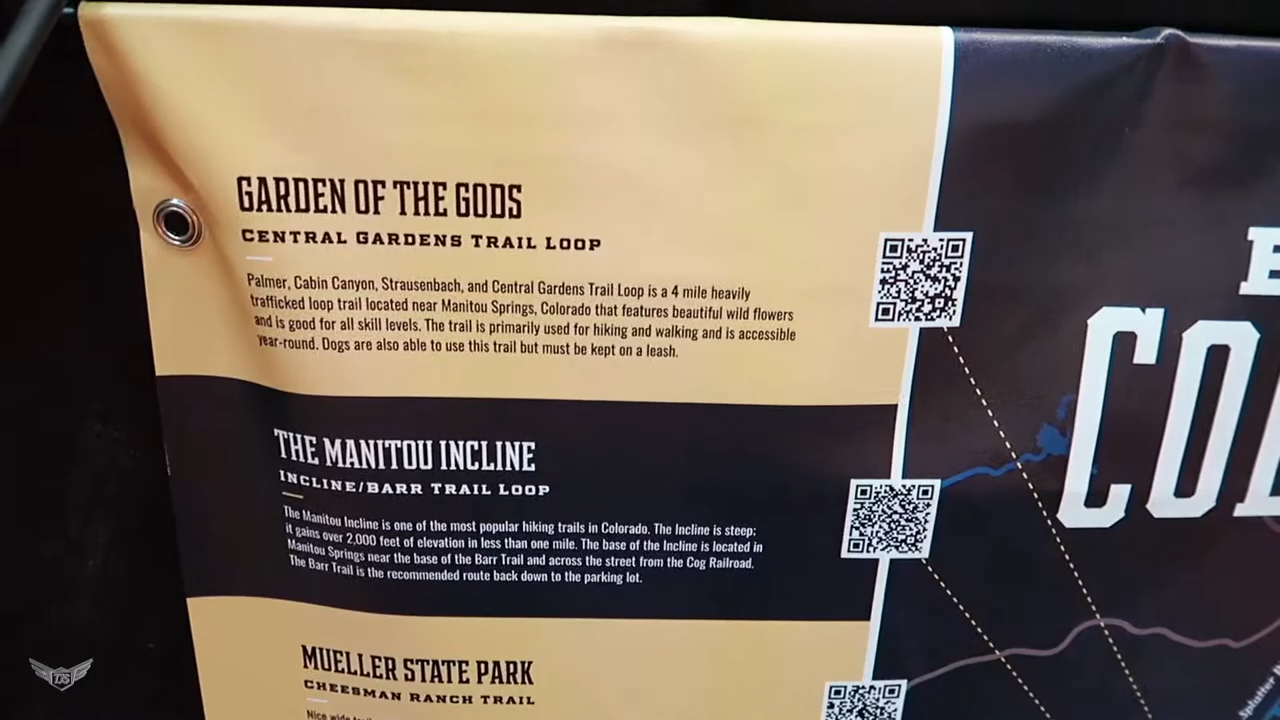 GARDEN OF THE GODS
CENTRAL GARDENS TRAIL LOOP
Palmer, Cabin Canyon, Strausenbach, and Central Gardens Trail Loop is a 4 mile heavily
trafficked loop trail located near Manitou Springs, Colorado that features beautiful wild flowers
and is good for all skill levels. The trail is primarily used for hiking and walking and is accessible
year-round. Dogs are also able to use this trail but must be kept on a leash.
THE MANITOU INCLINE
INCLINE/BARR TRAIL LOOP
The Manitou Incline is one of the most popular hiking trails in Colorado. The Incline is steep;
it gains over 2,000 feet of elevation in less than one mile. The base of the Incline is located in
Manitou Springs near the base of the Barr Trail and across the street from the Cog Railroad.
The Barr Trail is the recommended route back down to the parking lot.
MUELLER STATE PARK
CHEESMAN RANCH TRAIL
Nice wide
E
CO
TS